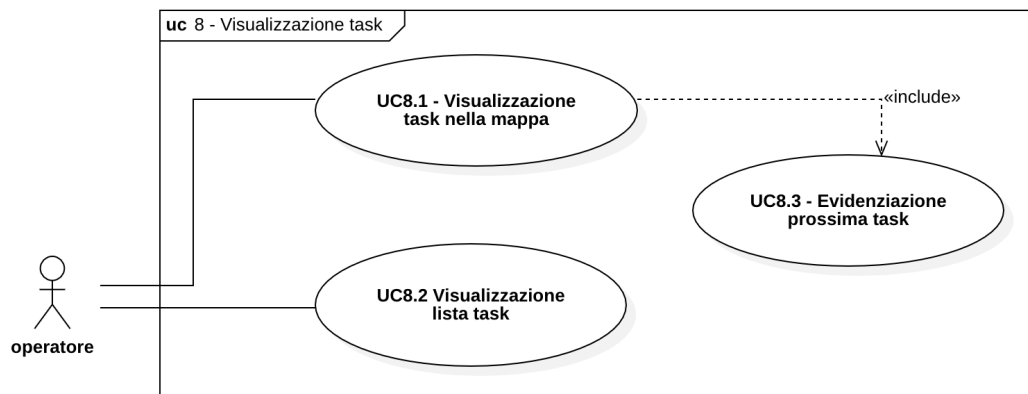 uc 8 - Visualizzazione task
UC8.1 - Visualizzazione
task nella mappa
«include»
UC8.3 - Evidenziazione
prossima task
UC8.2 Visualizzazione
lista task
operatore